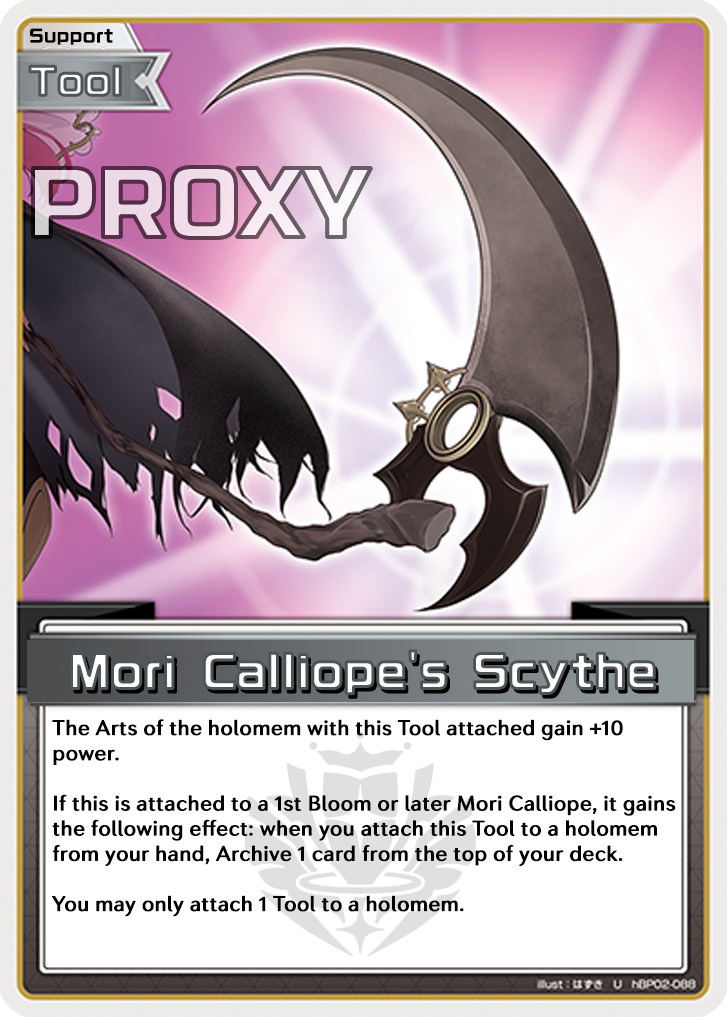 Support
Tool
PROXY
Mori Calliope's Scythe
The Arts of the holomem with this Tool attached gain +10
power.
If this is attached to a 1st Bloom or later Mori Calliope, it gains
the following effect: when you attach this Tool to a holomem
from your hand, Archive 1 card from the top of your deck.
You may only attach 1 Tool to a holomem.
illust : はずき U hBP02-088